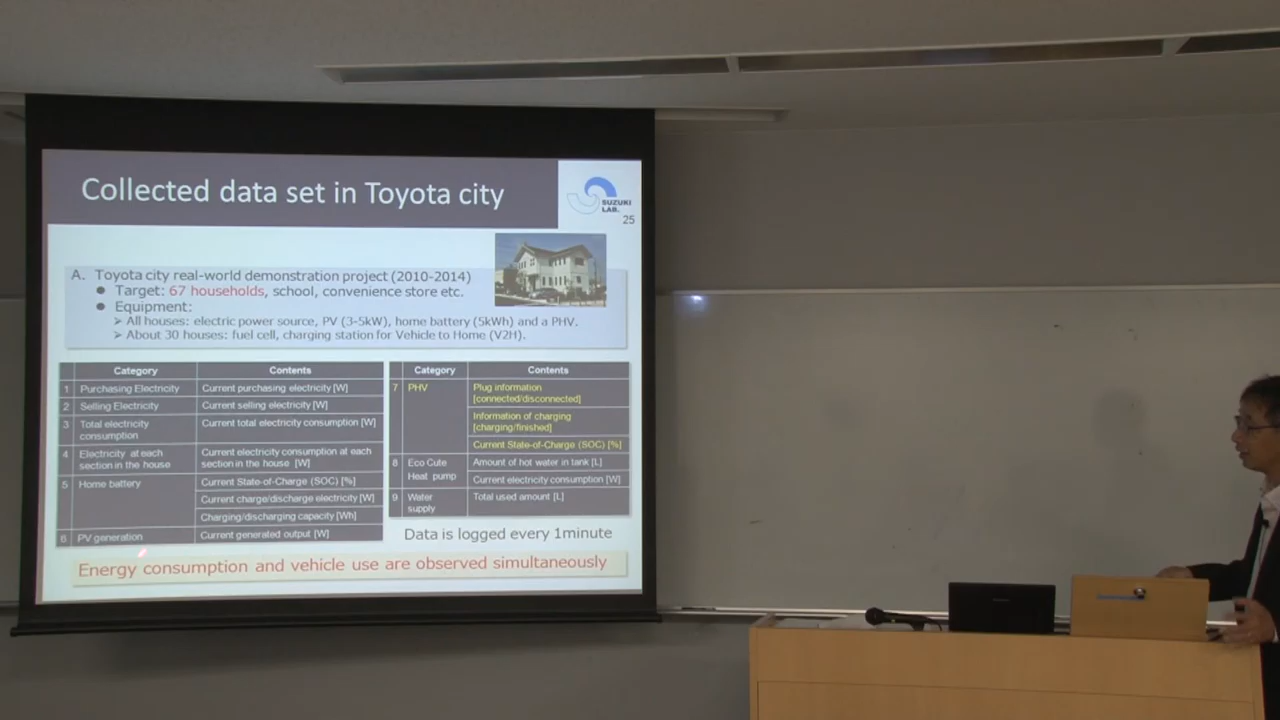 Collected data set in Toyota city
SUZUKI
LAB.
25
A. Toyota city real-world demonstration project (2010-2014)
● Target: 67 households, school, convenience store etc.
● Equipment:
➢ All houses: electric power source, PV (3-5kW), home battery (5kWh) and a PHV.
➢ About 30 houses: fuel cell, charging station for Vehicle to Home (V2H).
Category Contents
1 Purchasing Electricity Current purchasing electricity [W]
2 Selling Electricity Current selling electricity [W]
3 Total electricity Current total electricity consumption [W]
consumption
4 Electricity at each Current electricity consumption at each
section in the house section in the house [W]
5 Home battery Current State-of-Charge (SOC) [%]
Current charge/discharge electricity [W]
Charging/discharging capacity [Wh]
6 PV generation Current generated output [W]
Category Contents
7 PHV Plug information
[connected/disconnected]
Information of charging
[charging/finished]
Current State-of-Charge (SOC) [%]
8 Eco Cute Amount of hot water in tank [L]
Heat pump Current electricity consumption [W]
9 Water Total used amount [L]
supply
Data is logged every 1minute
Energy consumption and vehicle use are observed simultaneously